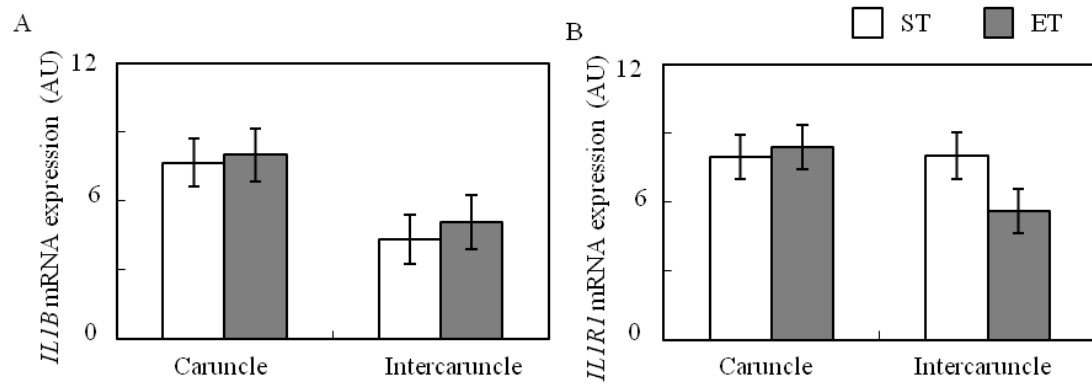 A
IL1B mRNA expression (AU)
12
6
0
Caruncle Intercaruncle
ST ET
B
IL1R1 mRNA expression (AU)
12
6
0
Caruncle Intercaruncle